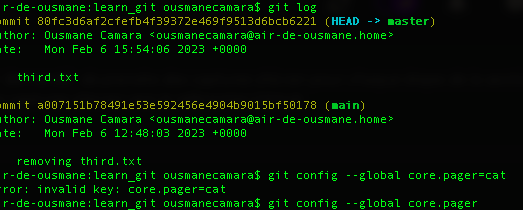 r-de-ousmane:learn_git ousmanecamara$ git log
ommit 80fc3d6af2cfefb4f39372e469f9513d6bcb6221 (HEAD -> master)
uthor: Ousmane Camara <ousmanecamara@air-de-ousmane.home>
ate:   Mon Feb 6 15:54:06 2023 +0000
third.txt
ommit a007151b78491e53e592456e4904b9015bf50178 (main)
uthor: Ousmane Camara <ousmanecamara@air-de-ousmane.home>
ate:   Mon Feb 6 12:48:03 2023 +0000
removing third.txt
r-de-ousmane:learn_git ousmanecamara$ git config --global core.pager=cat
rror: invalid key: core.pager=cat
r-de-ousmane:learn_git ousmanecamara$ git config --global core.pager